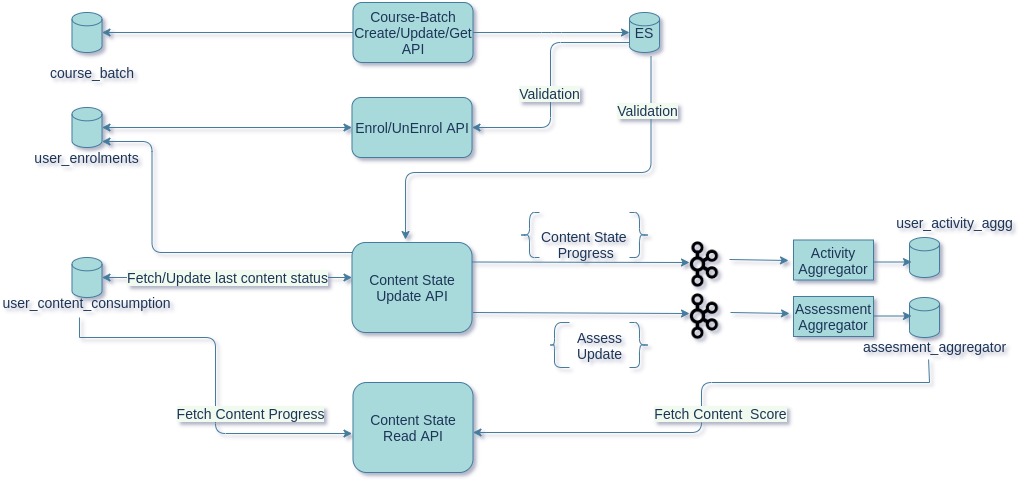 Course-Batch
Create/Update/Get
API
ES
course_batch
Validation
Validation
Enrol/UnEnrol API
user_enrolments
user_activity_aggg
Content State
Progress
Activity
Aggregator
Fetch/Update last content status
Content State
Update API
user_content_consumption
Assessment
Aggregator
Assess
Update
assesment_aggregator
Fetch Content Progress
Fetch Content  Score
Content State
Read API